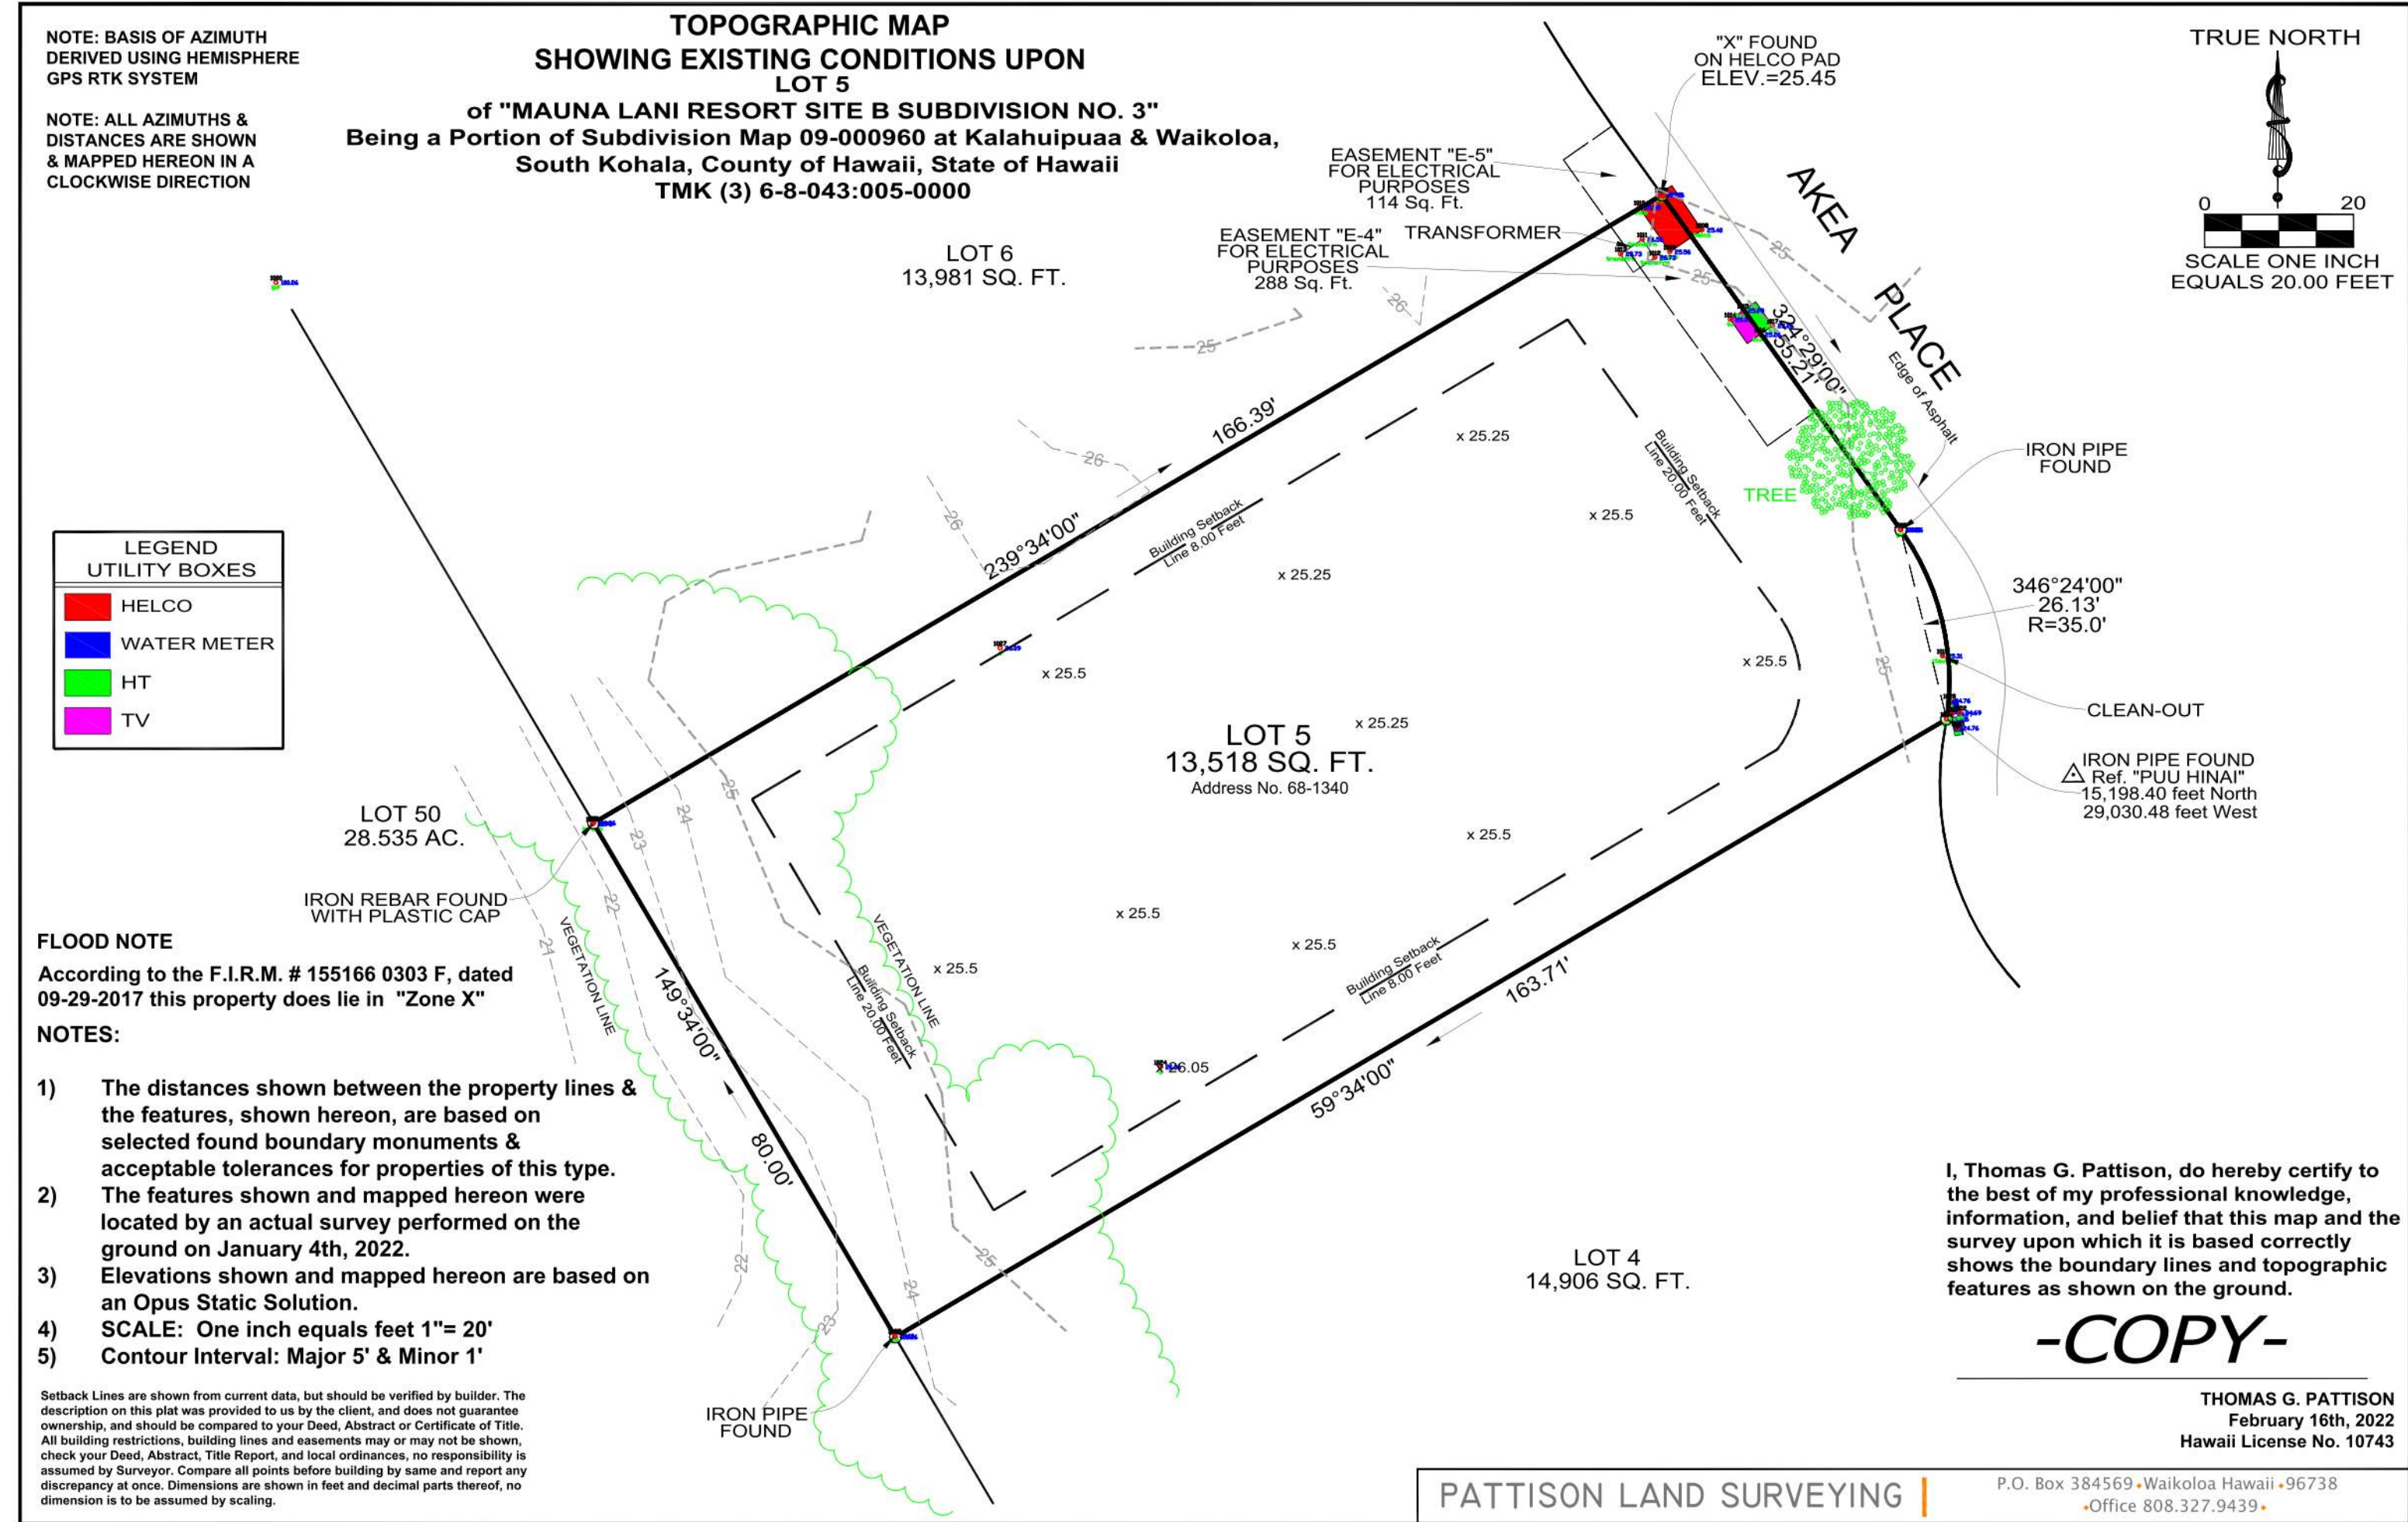 NOTE: BASIS OF AZIMUTH
DERIVED USING HEMISPHERE
GPS RTK SYSTEM
NOTE: ALL AZIMUTHS &
DISTANCES ARE SHOWN
& MAPPED HEREON IN A
CLOCKWISE DIRECTION
TOPOGRAPHIC MAP
SHOWING EXISTING CONDITIONS UPON
LOT 5
of "MAUNA LANI RESORT SITE B SUBDIVISION NO. 3"
Being a Portion of Subdivision Map 09-000960 at Kalahuipuaa & Waikoloa,
South Kohala, County of Hawaii, State of Hawaii
TMK (3) 6-8-043:005-0000
"X" FOUND
ON HELCO PAD
ELEV.=25.45
TRUE NORTH
0 20
SCALE ONE INCH
EQUALS 20.00 FEET
EASEMENT "E-5"
FOR ELECTRICAL
PURPOSES
114 Sq. Ft.
TRANSFORMER
EASEMENT "E-4"
FOR ELECTRICAL
PURPOSES
288 Sq. Ft.
AKEA
PLACE
LOT 6
13,981 SQ. FT.
25
25
26
25
324°29'00"
55.21'
Edge of Asphalt
166.39'
239°34'00"
26
26
Building Setback
Line 8.00 Feet
Building Setback
Line 20.00 Feet
x 25.25
x 25.5
x 25.25
x 25.5
x 25.5
x 25.25
TREE
IRON PIPE
FOUND
346°24'00"
26.13'
R=35.0'
25
CLEAN-OUT
IRON PIPE FOUND
Ref. "PUU HINAI"
15,198.40 feet North
29,030.48 feet West
LEGEND
UTILITY BOXES
HELCO
WATER METER
HT
TV
LOT 5
13,518 SQ. FT.
Address No. 68-1340
LOT 50
28.535 AC.
IRON REBAR FOUND
WITH PLASTIC CAP
25
24
23
22
21
VEGETATION LINE
VEGETATION LINE
Building Setback
Line 20.00 Feet
x 25.5
x 25.5
x 25.5
x 25.5
26.05
Building Setback
Line 8.00 Feet
163.71'
59°34'00"
149°34'00"
80.00'
22
23
24
25
IRON PIPE
FOUND
LOT 4
14,906 SQ. FT.
FLOOD NOTE
According to the F.I.R.M. # 155166 0303 F, dated
09-29-2017 this property does lie in "Zone X"
NOTES:
1) The distances shown between the property lines &
the features, shown hereon, are based on
selected found boundary monuments &
acceptable tolerances for properties of this type.
2) The features shown and mapped hereon were
located by an actual survey performed on the
ground on January 4th, 2022.
3) Elevations shown and mapped hereon are based on
an Opus Static Solution.
4) SCALE: One inch equals feet 1"= 20'
5) Contour Interval: Major 5' & Minor 1'
Setback Lines are shown from current data, but should be verified by builder. The
description on this plat was provided to us by the client, and does not guarantee
ownership, and should be compared to your Deed, Abstract or Certificate of Title.
All building restrictions, building lines and easements may or may not be shown,
check your Deed, Abstract, Title Report, and local ordinances, no responsibility is
assumed by Surveyor. Compare all points before building by same and report any
discrepancy at once. Dimensions are shown in feet and decimal parts thereof, no
dimension is to be assumed by scaling.
I, Thomas G. Pattison, do hereby certify to
the best of my professional knowledge,
information, and belief that this map and the
survey upon which it is based correctly
shows the boundary lines and topographic
features as shown on the ground.
-COPY-
THOMAS G. PATTISON
February 16th, 2022
Hawaii License No. 10743
PATTISON LAND SURVEYING
P.O. Box 384569•Waikoloa Hawaii•96738
•Office 808.327.9439•